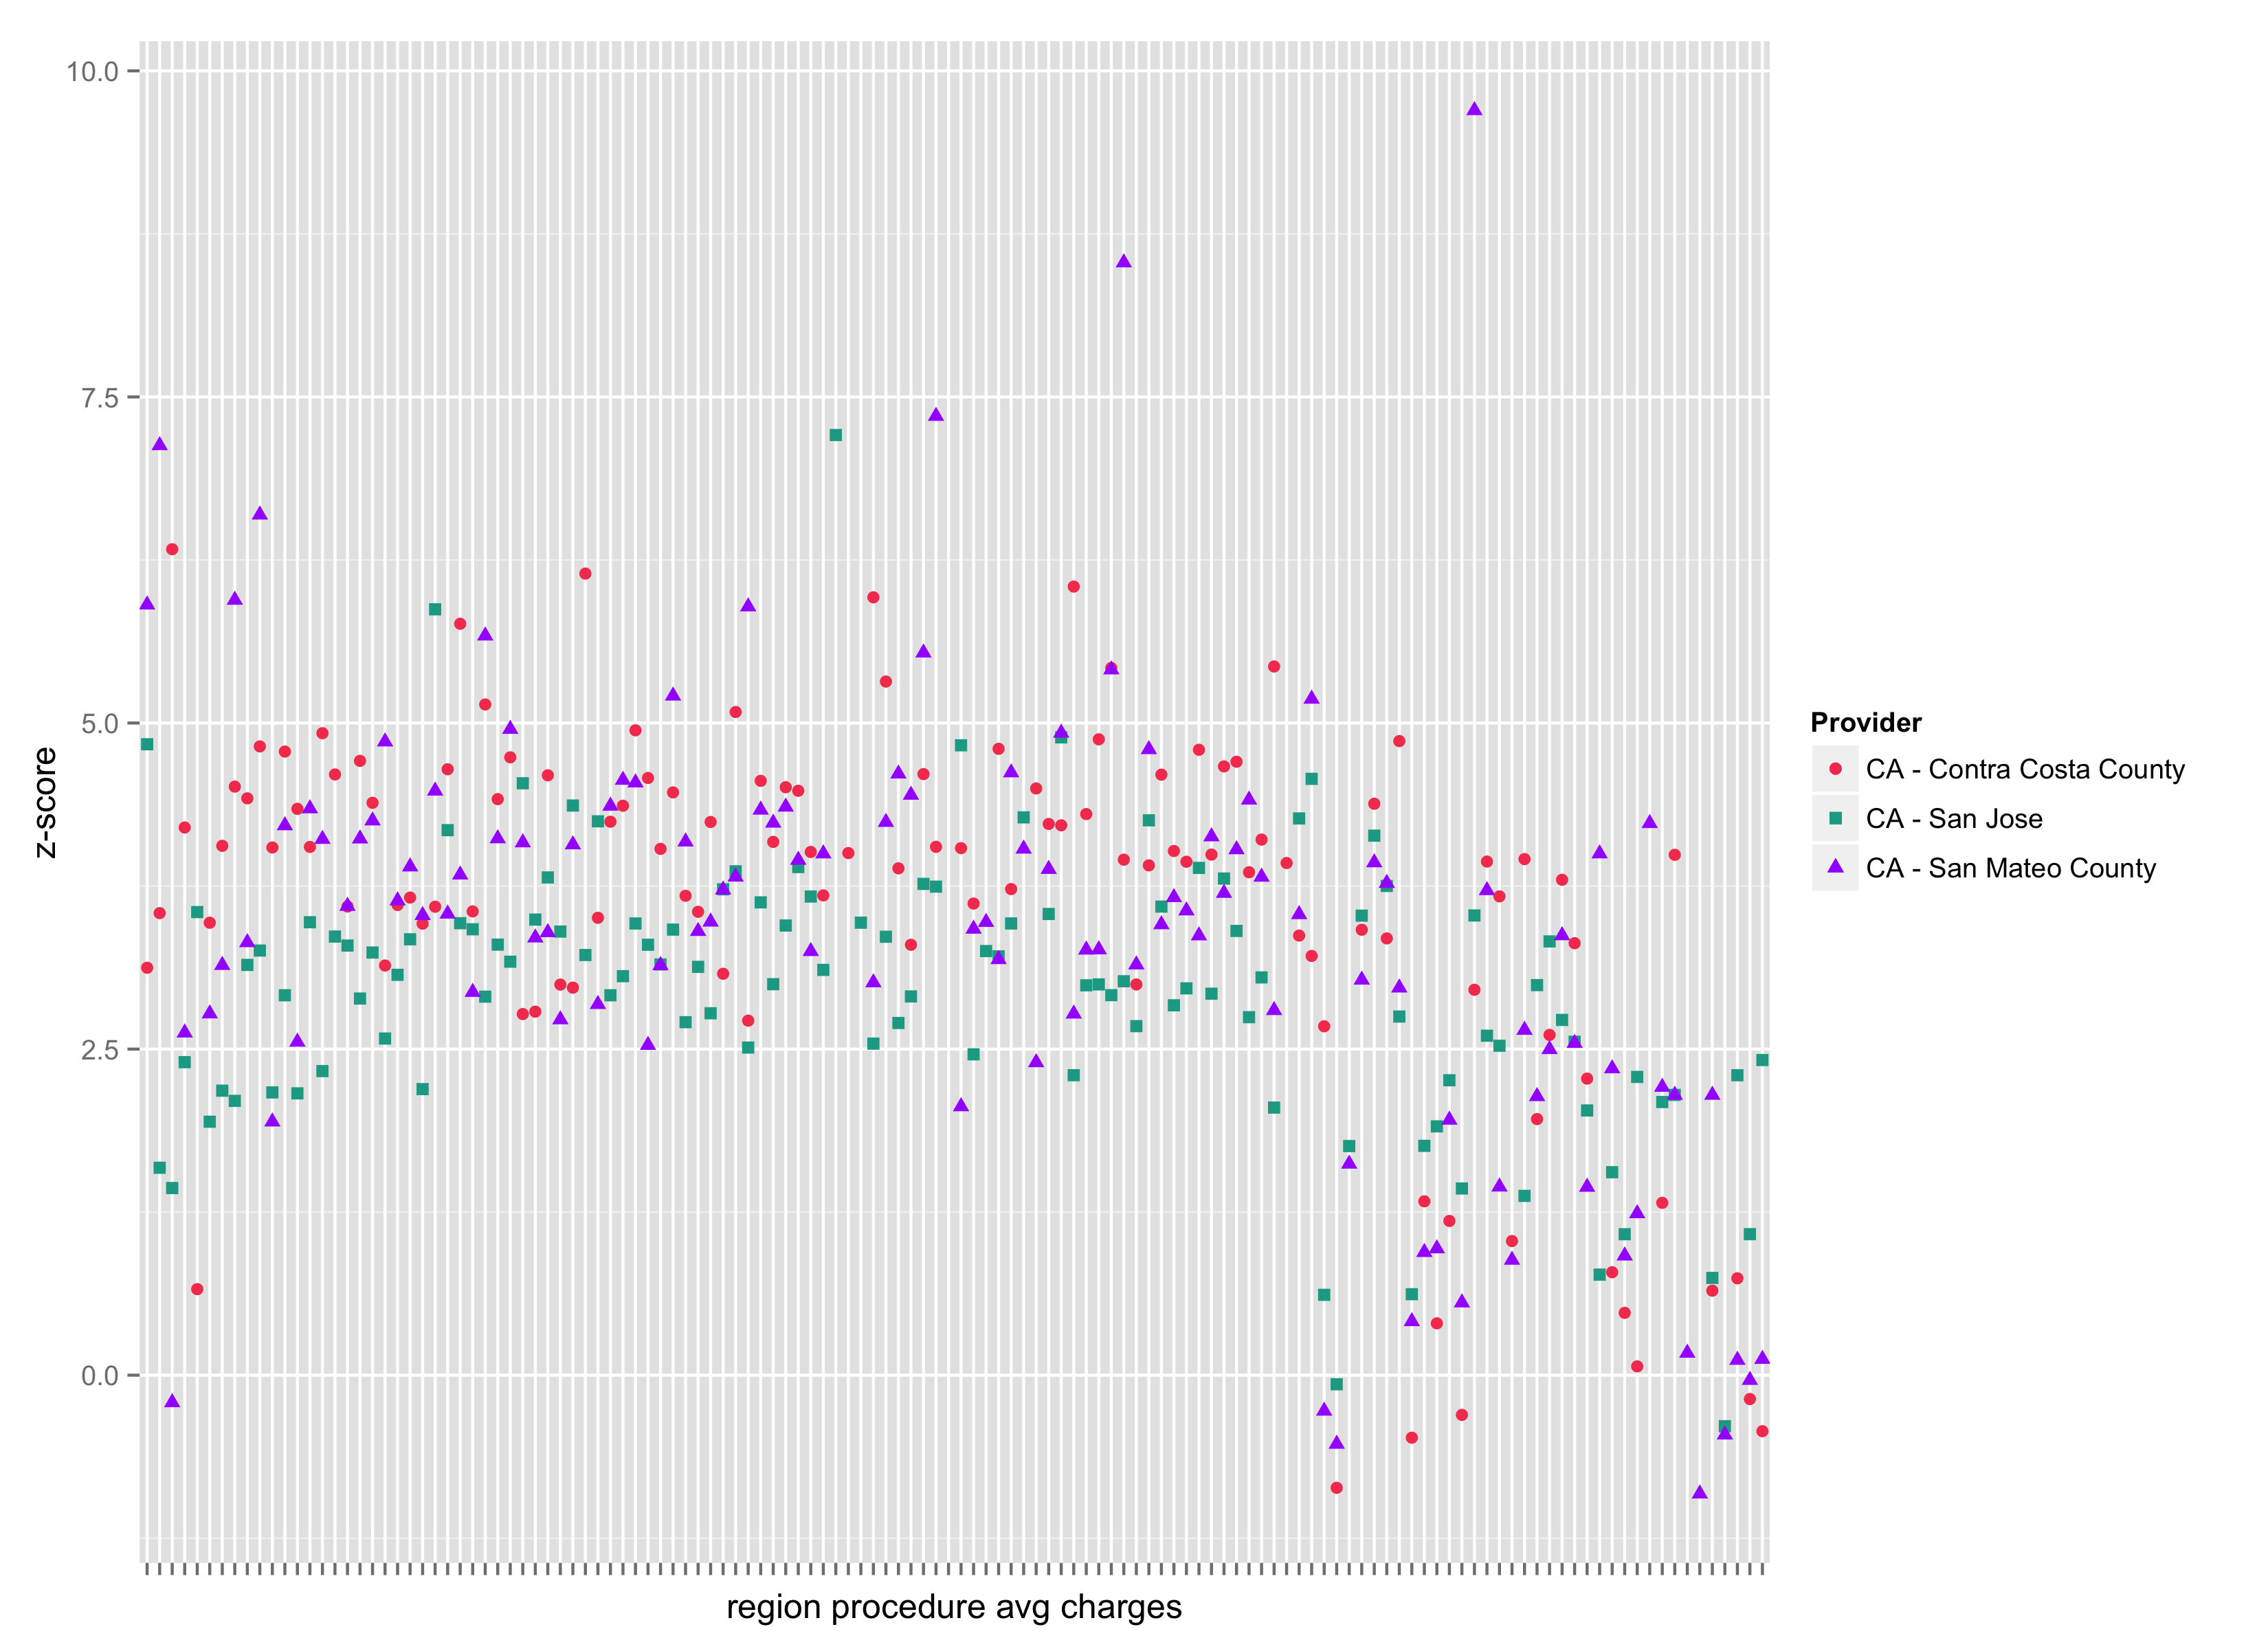 10.0
7.5
5.0
2.5
0.0
z-score
region procedure avg charges
Provider
CA - Contra Costa County
CA - San Jose
CA - San Mateo County